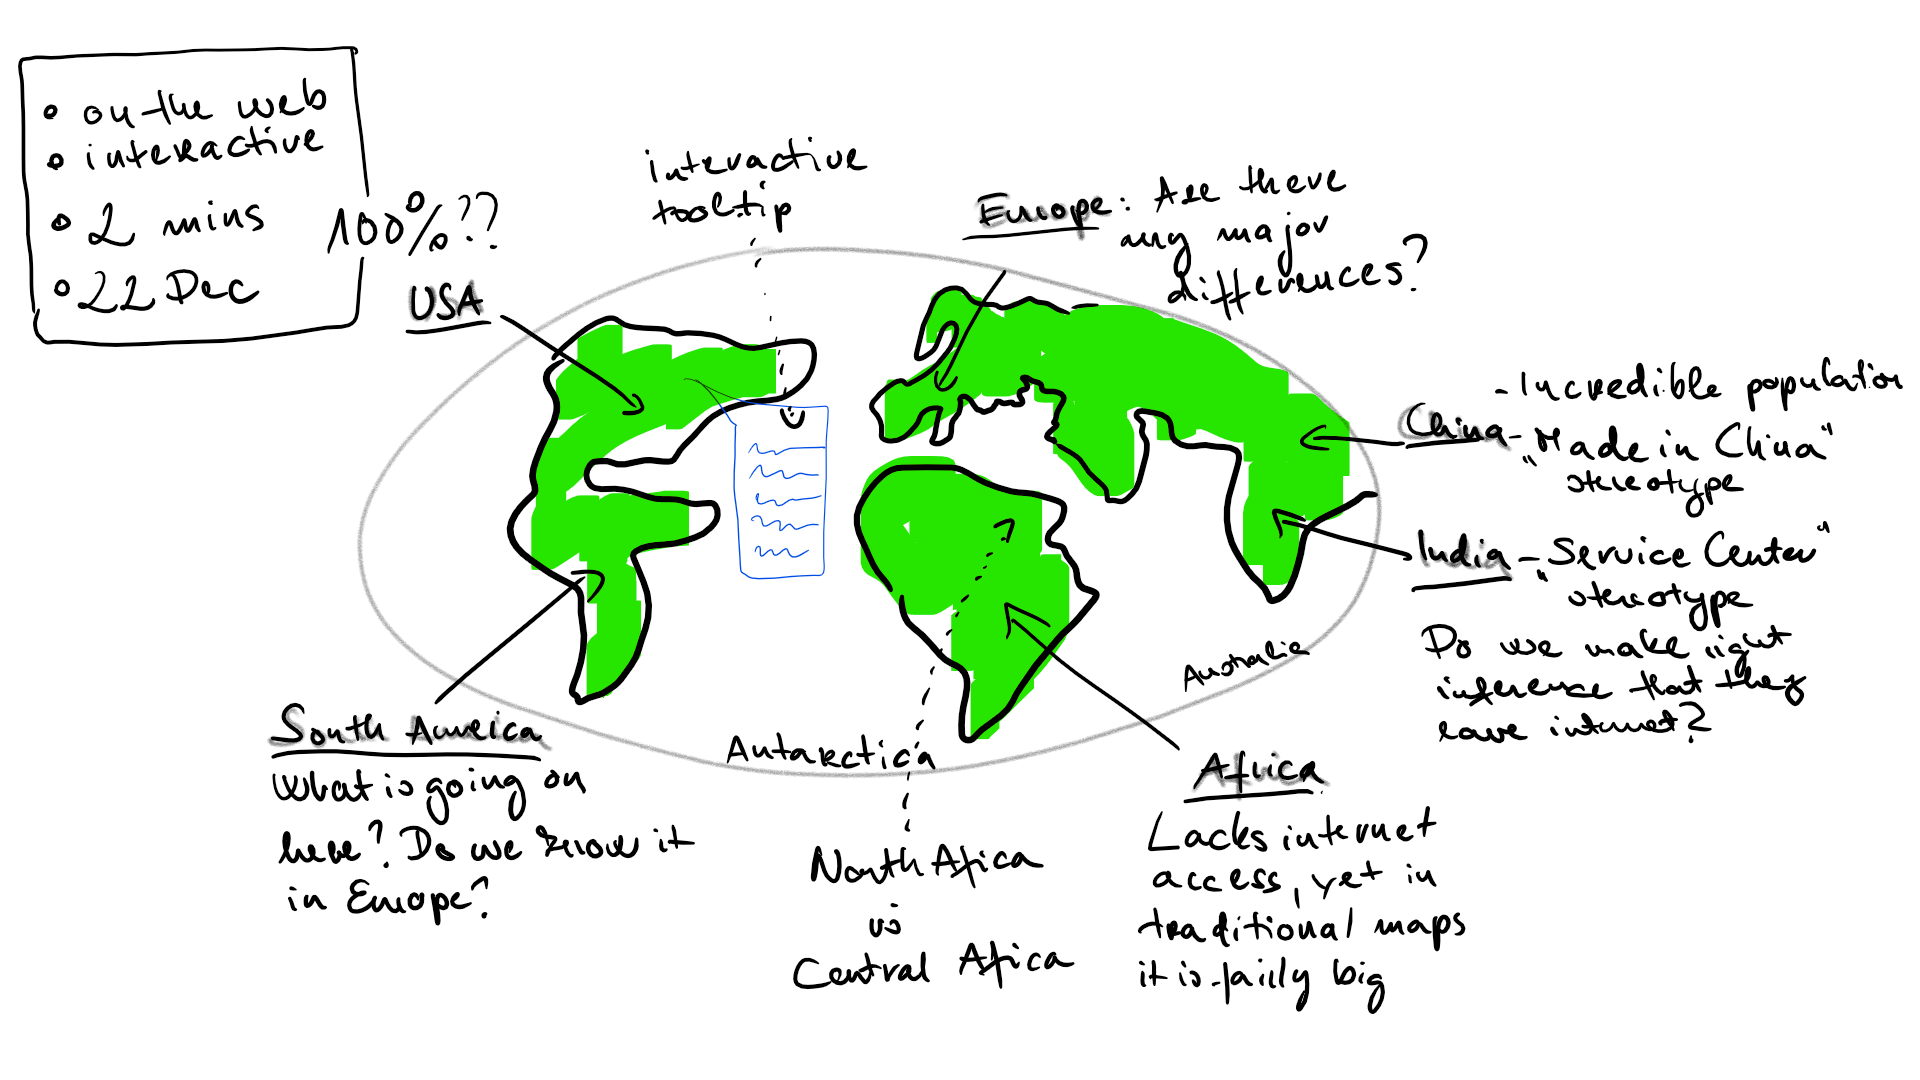 • on the web
• interactive
• 2 mins
• 22 Dec
100%??
USA
interactive
tooltip
Europe: Are there
any major
differences?
- Incredible population
China - „Made in China"
stereotype
India - „Service Center"
stereotype
Do we make right
inference that they
have internet?
Australia
Antarctica
South America
What is going on
here? Do we know it
in Europe?
North Africa
vs
Central Africa
Africa
Lacks internet
access, yet in
traditional maps
it is fairly big